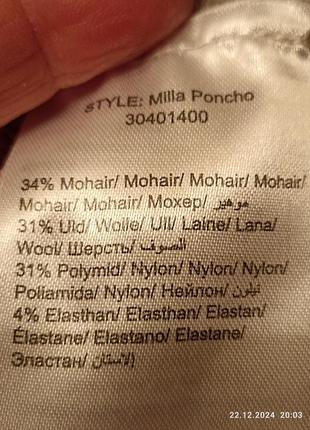 STYLE: Milla Poncho
30401400
34% Mohair/ Mohair/ Mohair/ Mohair/
Mohair/ Mohair/ Мохер/ موهير
31% Uld/ Wolle/ Ull/ Laine/ Lana/
Wool/ Шерсть/ الصوف
31% Polymid/ Nylon/ Nylon/ Nylon/
Poliamida/ Nylon/ Нейлон/ نيلون
4% Elasthan/ Elasthan/ Elastan/
Élastane/ Elastano/ Elastane/
Эластан/ الاستان
22.12.2024 20:03